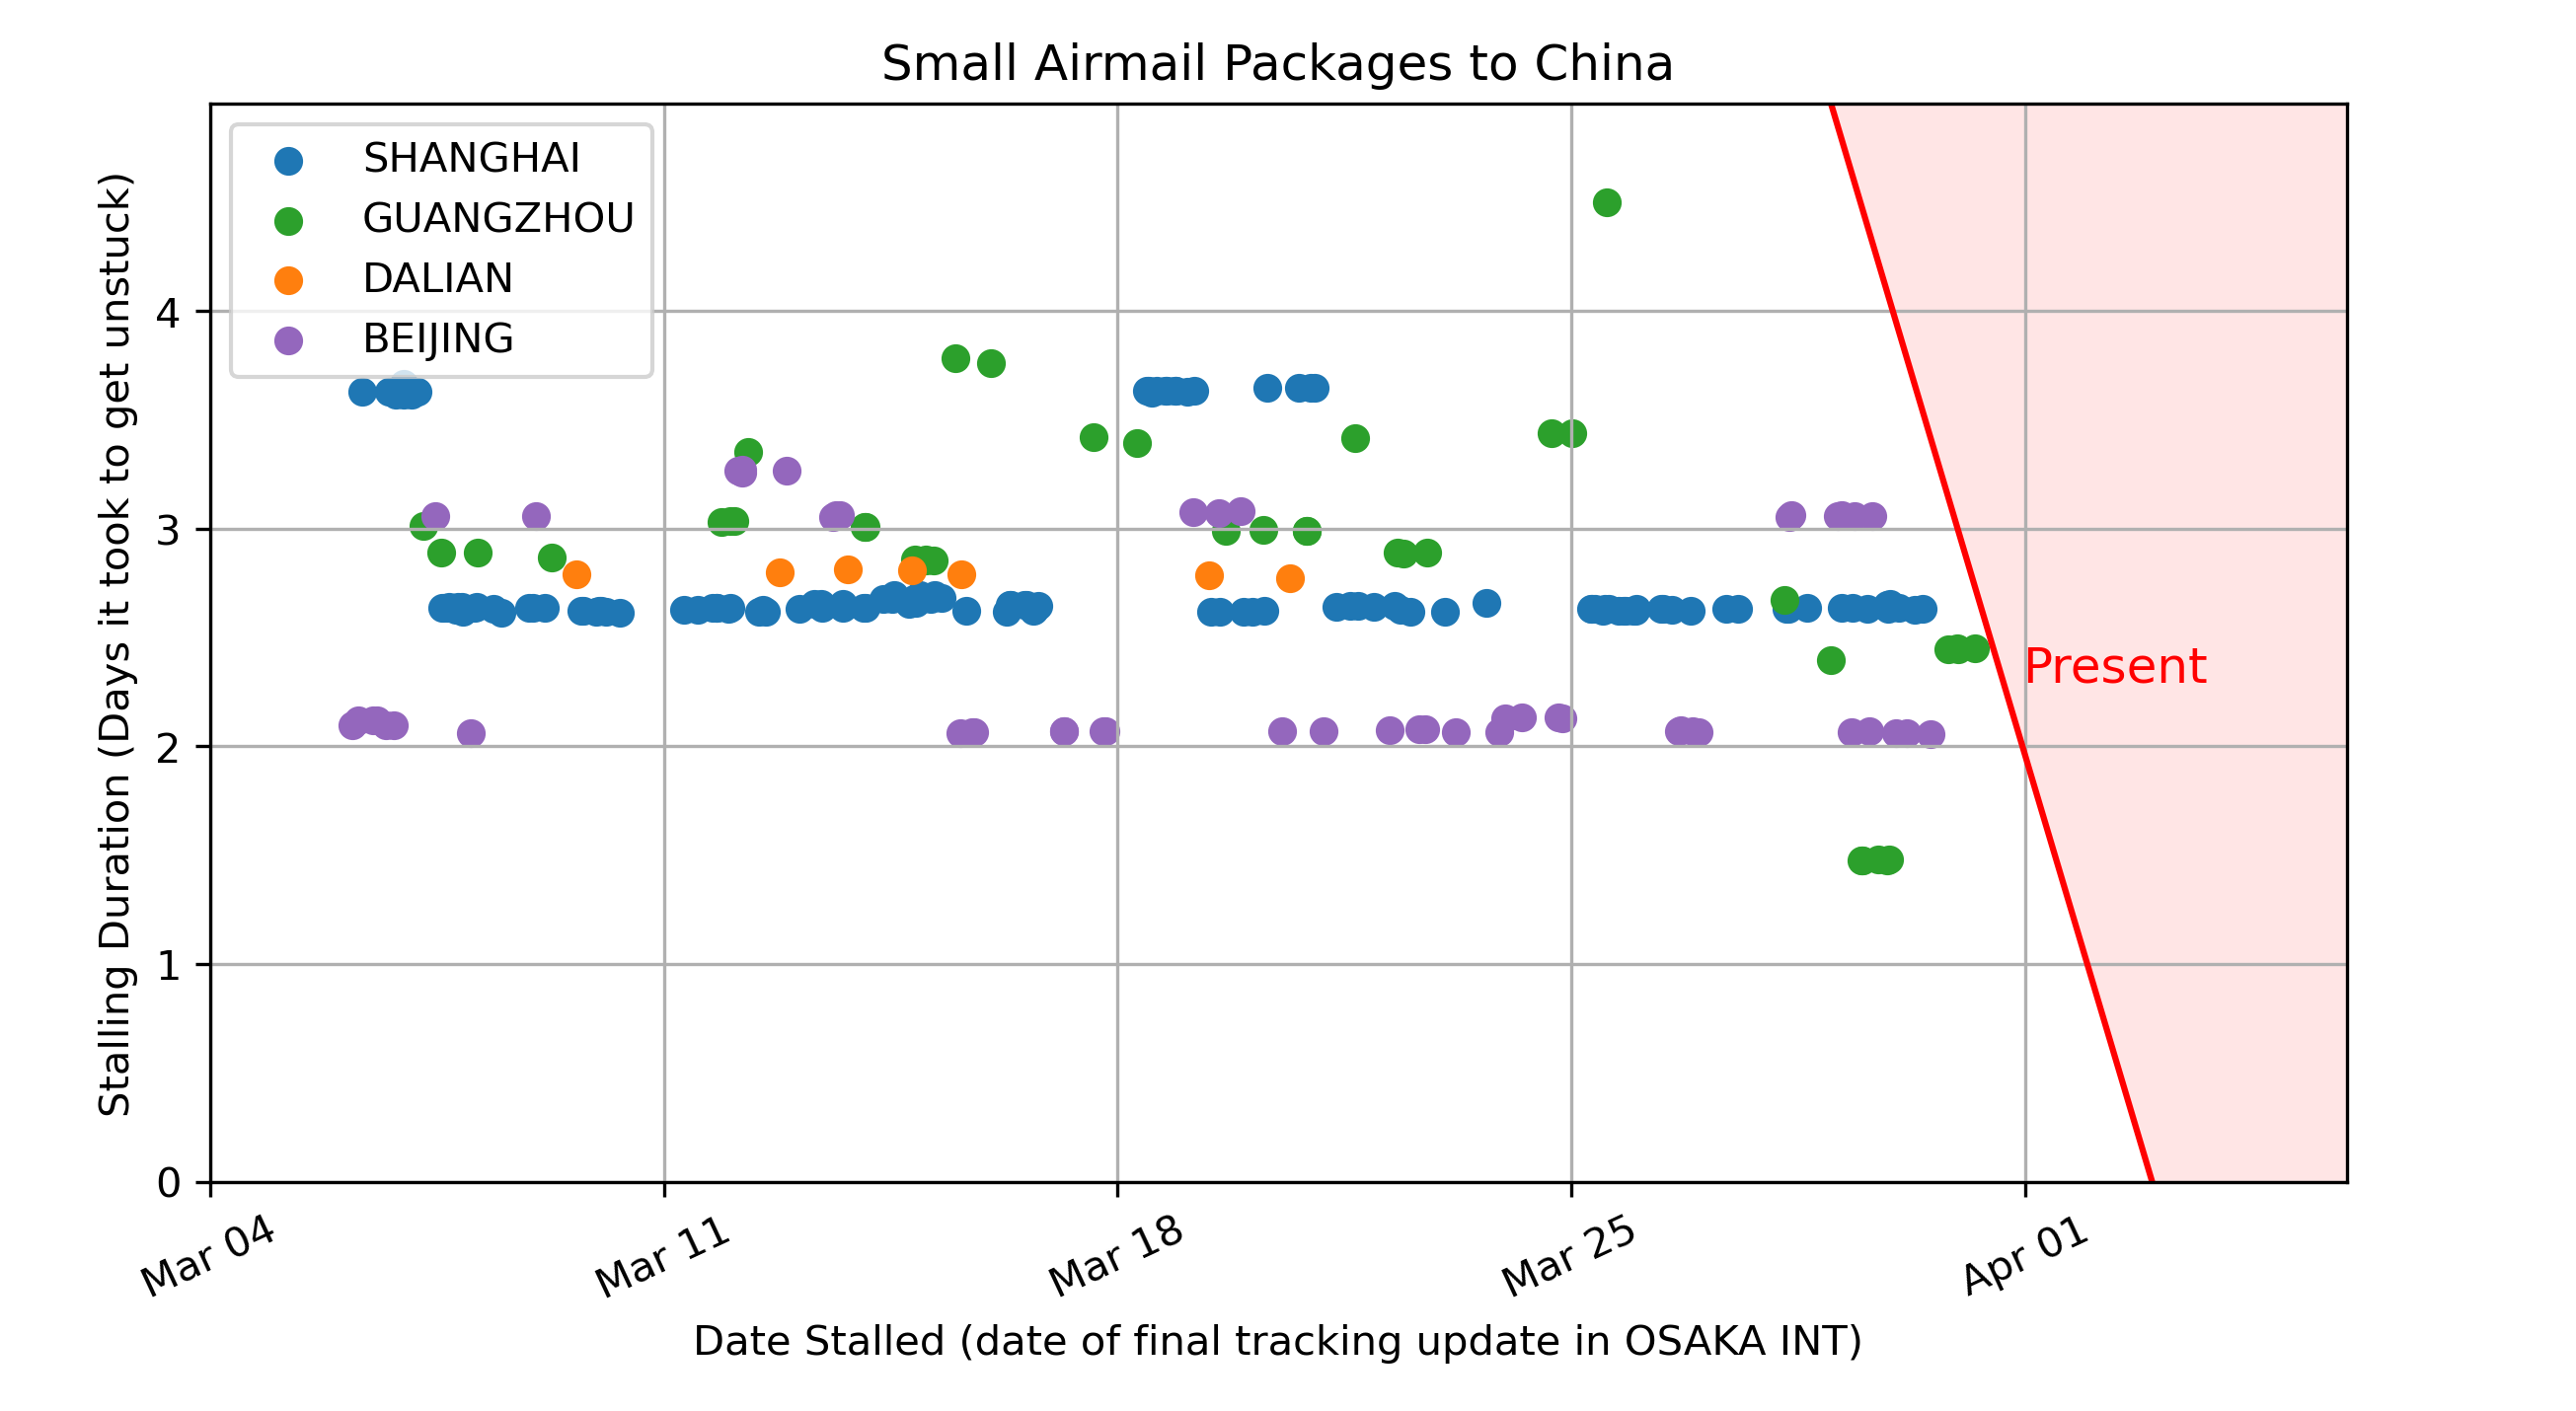 Small Airmail Packages to China
SHANGHAI
GUANGZHOU
DALIAN
BEIJING
Stalling Duration (Days it took to get unstuck)
4
3
2
1
0
Present
Mar 04
Mar 11
Mar 18
Mar 25
Apr 01
Date Stalled (date of final tracking update in OSAKA INT)